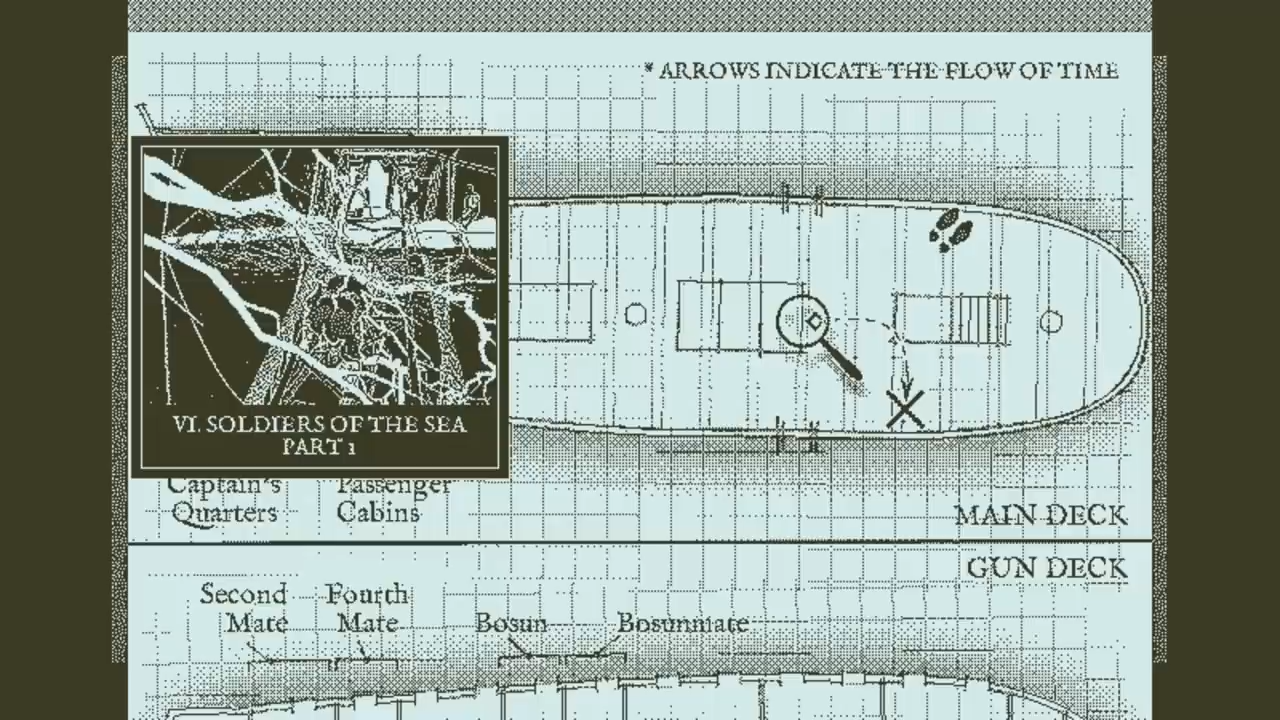 * ARROWS INDICATE THE FLOW OF TIME
VI. SOLDIERS OF THE SEA
PART 1
Captain's
Quarters
Passenger
Cabins
MAIN DECK
GUN DECK
Second
Mate
Fourth
Mate
Bosun
Bosunmate